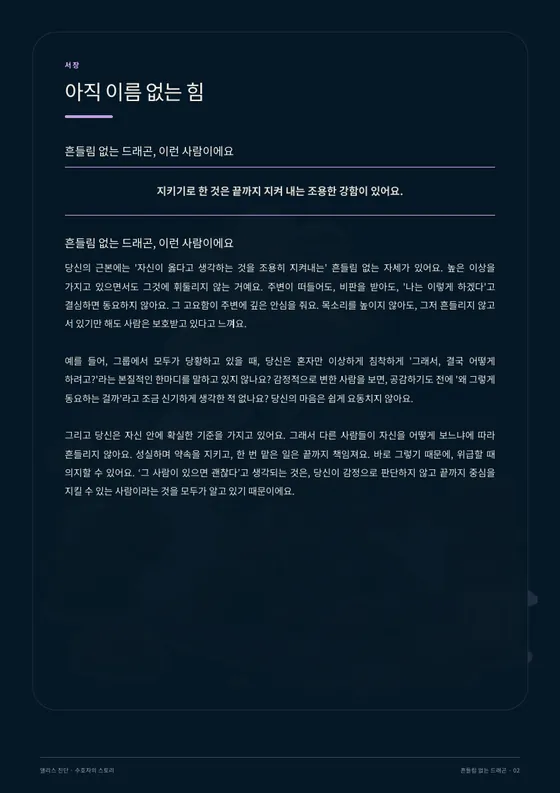 서장
아직 이름 없는 힘
흔들림 없는 드래곤, 이런 사람이에요
지키기로 한 것은 끝까지 지켜 내는 조용한 강함이 있어요.
흔들림 없는 드래곤, 이런 사람이에요
당신의 근본에는 '자신이 옳다고 생각하는 것을 조용히 지켜내는' 흔들림 없는 자세가 있어요. 높은 이상을
가지고 있으면서도 그것에 휘둘리지 않는 거예요. 주변이 떠들어도, 비판을 받아도, '나는 이렇게 하겠다'고
결심하면 동요하지 않아요. 그 고요함이 주변에 깊은 안심을 줘요. 목소리를 높이지 않아도, 그저 흔들리지 않고
서 있기만 해도 사람은 보호받고 있다고 느껴요.
예를 들어, 그룹에서 모두가 당황하고 있을 때, 당신은 혼자만 이상하게 침착하게 '그래서, 결국 어떻게
하려고?'라는 본질적인 한마디를 말하고 있지 않나요? 감정적으로 변한 사람을 보면, 공감하기도 전에 '왜 그렇게
동요하는 걸까'라고 조금 신기하게 생각한 적 없나요? 당신의 마음은 쉽게 요동치지 않아요.
그리고 당신은 자신 안에 확실한 기준을 가지고 있어요. 그래서 다른 사람들이 자신을 어떻게 보느냐에 따라
흔들리지 않아요. 성실하며 약속을 지키고, 한 번 맡은 일은 끝까지 책임져요. 바로 그렇기 때문에, 위급할 때
의지할 수 있어요. '그 사람이 있으면 괜찮다'고 생각되는 것은, 당신이 감정으로 판단하지 않고 끝까지 중심을
지킬 수 있는 사람이라는 것을 모두가 알고 있기 때문이에요.
앨리스 진단 · 수호자의 스토리
흔들림 없는 드래곤 · 02